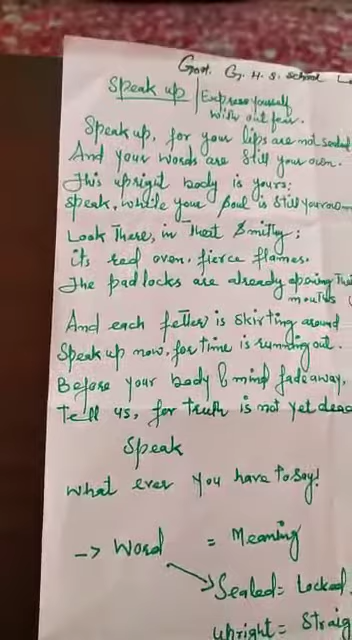 Govt. G. H. S. School
Speak up | Express yourself
with out fear.
Speak up, for your lips are not sealed
And your words are still your own.
This upright body is yours;
Speak, while your soul is still your own
Look There, in That Smithy;
its red oven, fierce flames.
The padlocks are already opening their
mouths
And each fetter is skirting around
Speak up now, for time is running out.
Before your body & mind fade away,
tell us, for truth is not yet dead
Speak
What ever you have to say!
→ Word = Meaning
Sealed = Locked.
Upright = Straig